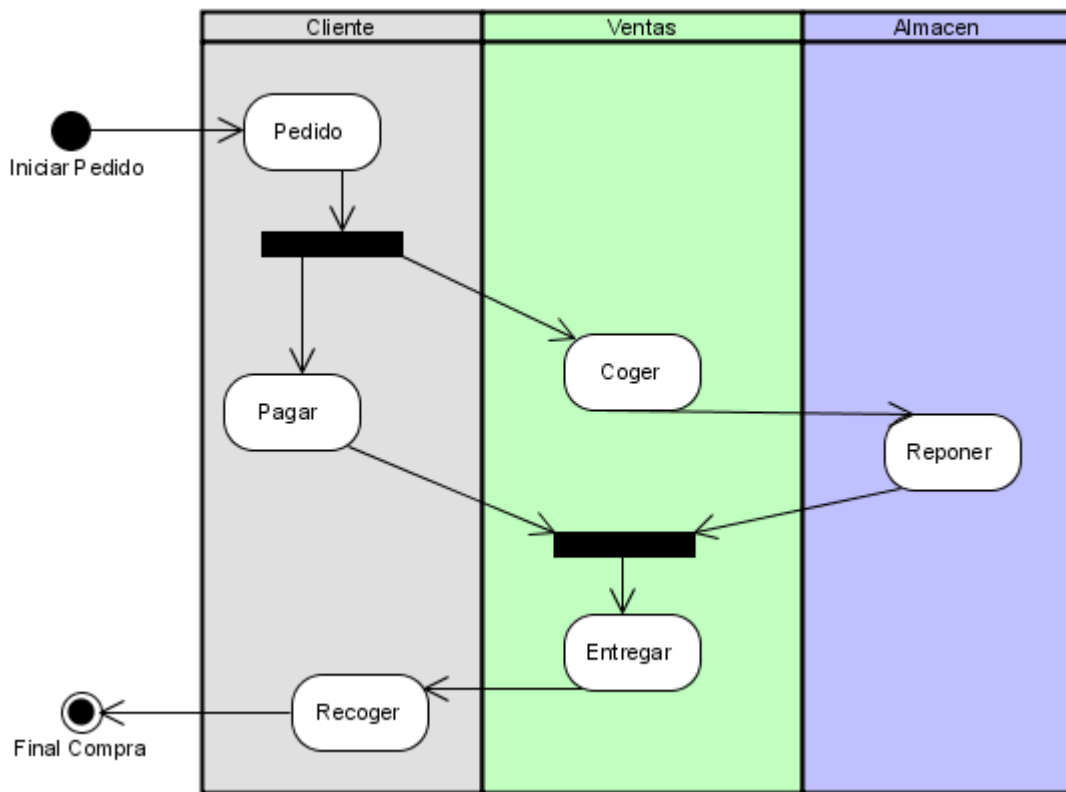 Cliente
Ventas
Almacen
Pedido
Iniciar Pedido
Coger
Pagar
Reponer
Entregar
Recoger
Final Compra